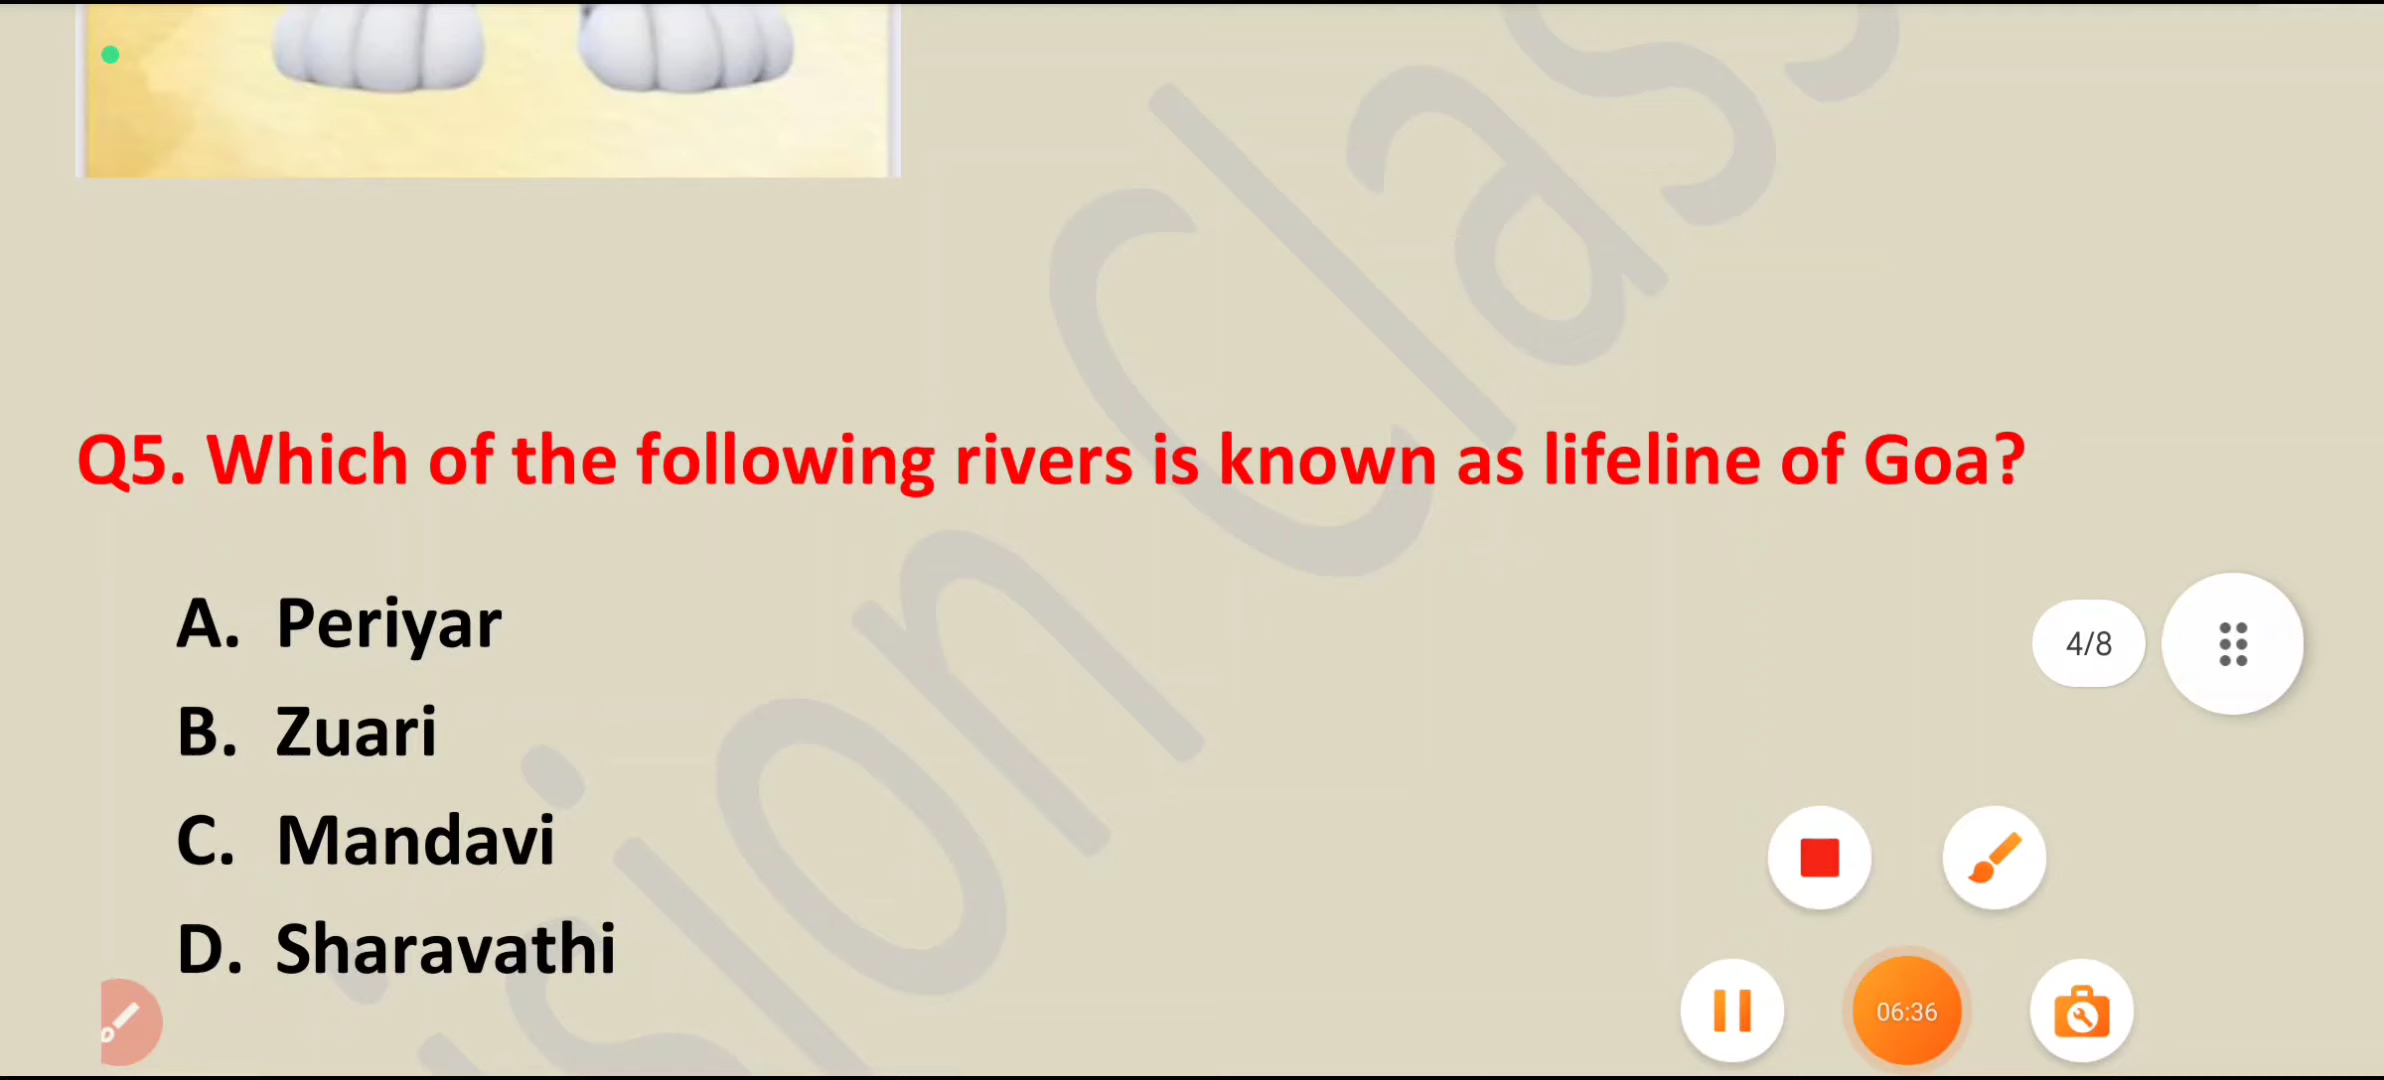 Q5. Which of the following rivers is known as lifeline of Goa?
A. Periyar
B. Zuari
C. Mandavi
D. Sharavathi
4/8
06:36